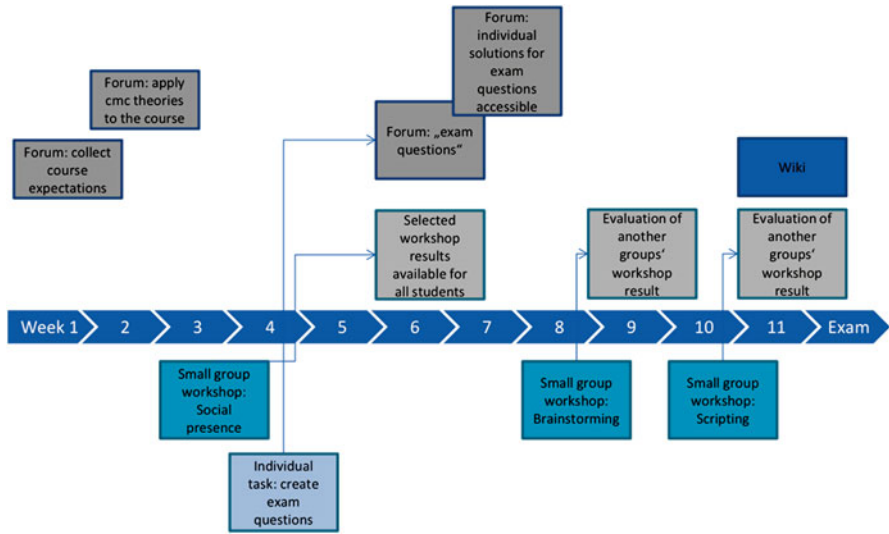 Forum:
individual
solutions for
exam
questions
accessible
Forum: apply
cmc theories
to the course
Forum: „exam
questions“
Forum: collect
course
expectations
Wiki
Selected
workshop
results
available for
all students
Evaluation of
another
groups‘
workshop
result
Evaluation of
another
groups‘
workshop
result
Week 1 2 3 4 5 6 7 8 9 10 11 Exam
Small group
workshop:
Social
presence
Small group
workshop:
Brainstorming
Small group
workshop:
Scripting
Individual
task: create
exam
questions